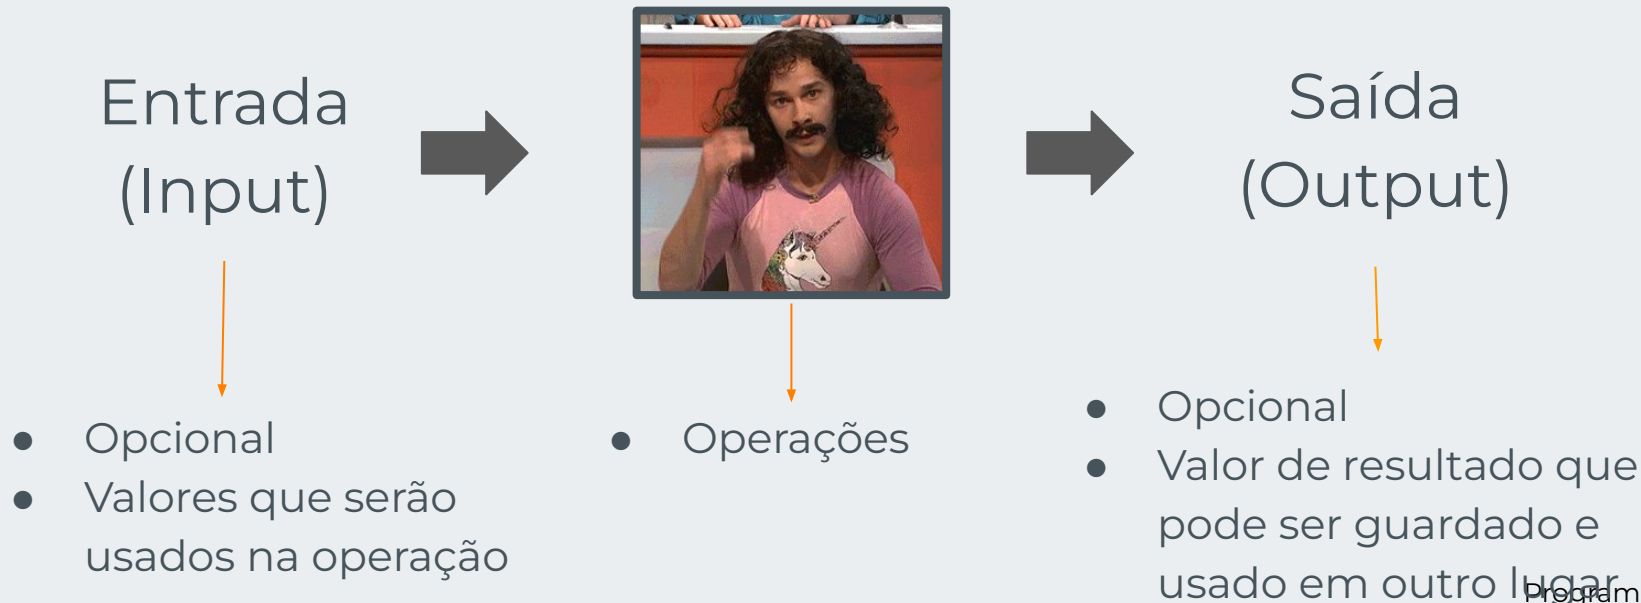 Entrada
(Input)
Saída
(Output)
● Opcional
● Valores que serão
usados na operação
● Operações
● Opcional
● Valor de resultado que
pode ser guardado e
usado em outro lugar
Program